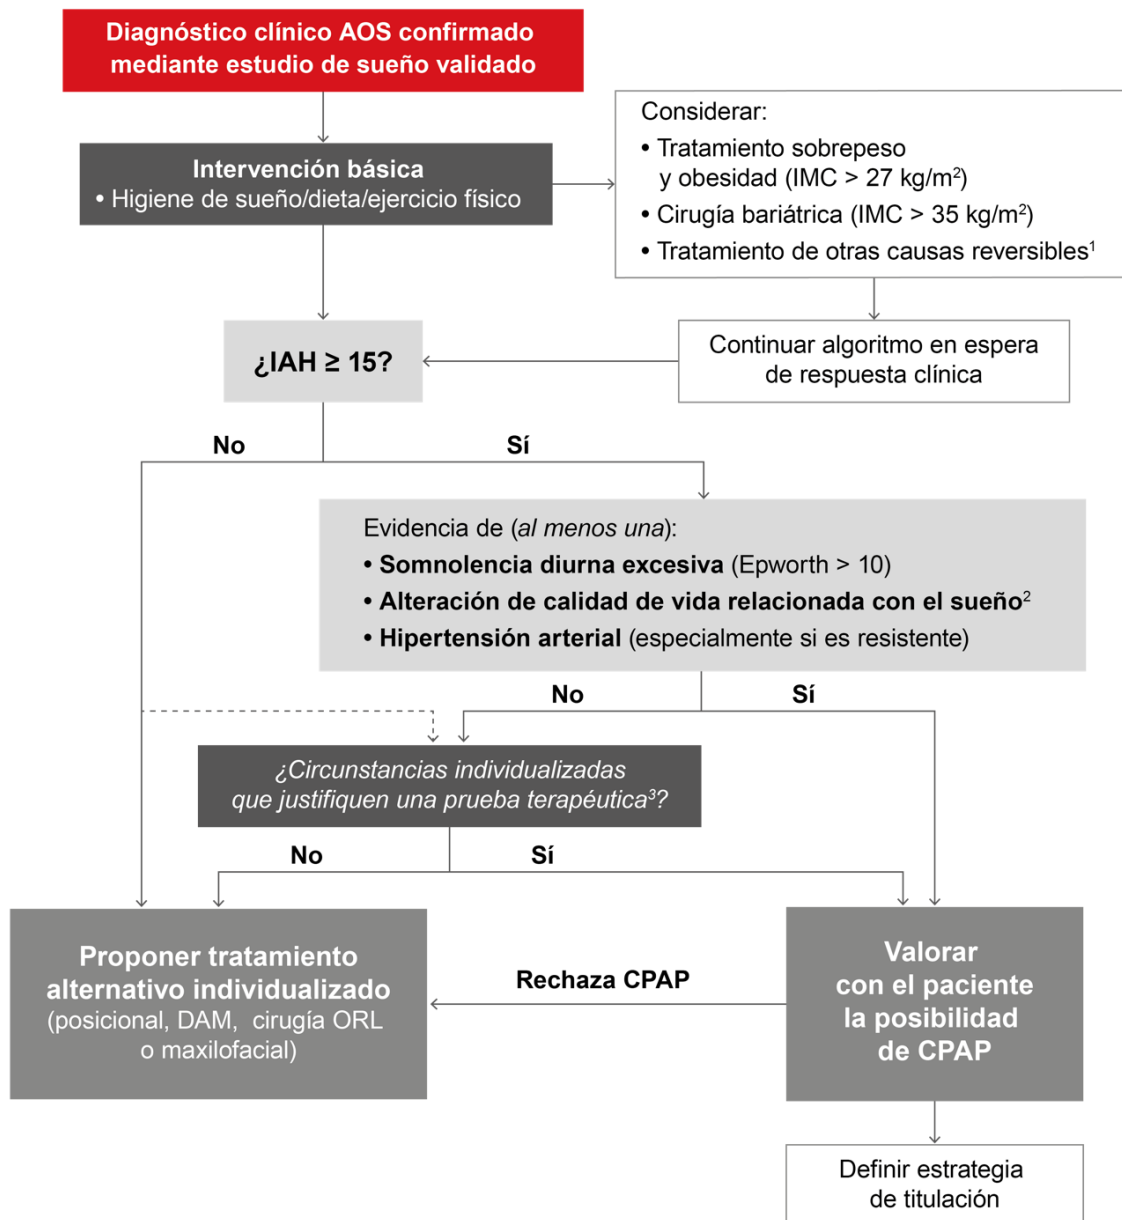 Diagnóstico clínico AOS confirmado
mediante estudio de sueño validado
Intervención básica
• Higiene de sueño/dieta/ejercicio físico
Considerar:
• Tratamiento sobrepeso
y obesidad (IMC > 27 kg/m²)
• Cirugía bariátrica (IMC > 35 kg/m²)
• Tratamiento de otras causas reversibles¹
Continuar algoritmo en espera
de respuesta clínica
¿IAH ≥ 15?
No
Sí
Evidencia de (al menos una):
• Somnolencia diurna excesiva (Epworth > 10)
• Alteración de calidad de vida relacionada con el sueño²
• Hipertensión arterial (especialmente si es resistente)
No
Sí
¿Circunstancias individualizadas
que justifiquen una prueba terapéutica³?
No
Sí
Proponer tratamiento
alternativo individualizado
(posicional, DAM, cirugía ORL
o maxilofacial)
Rechaza CPAP
Valorar
con el paciente
la posibilidad
de CPAP
Definir estrategia
de titulación